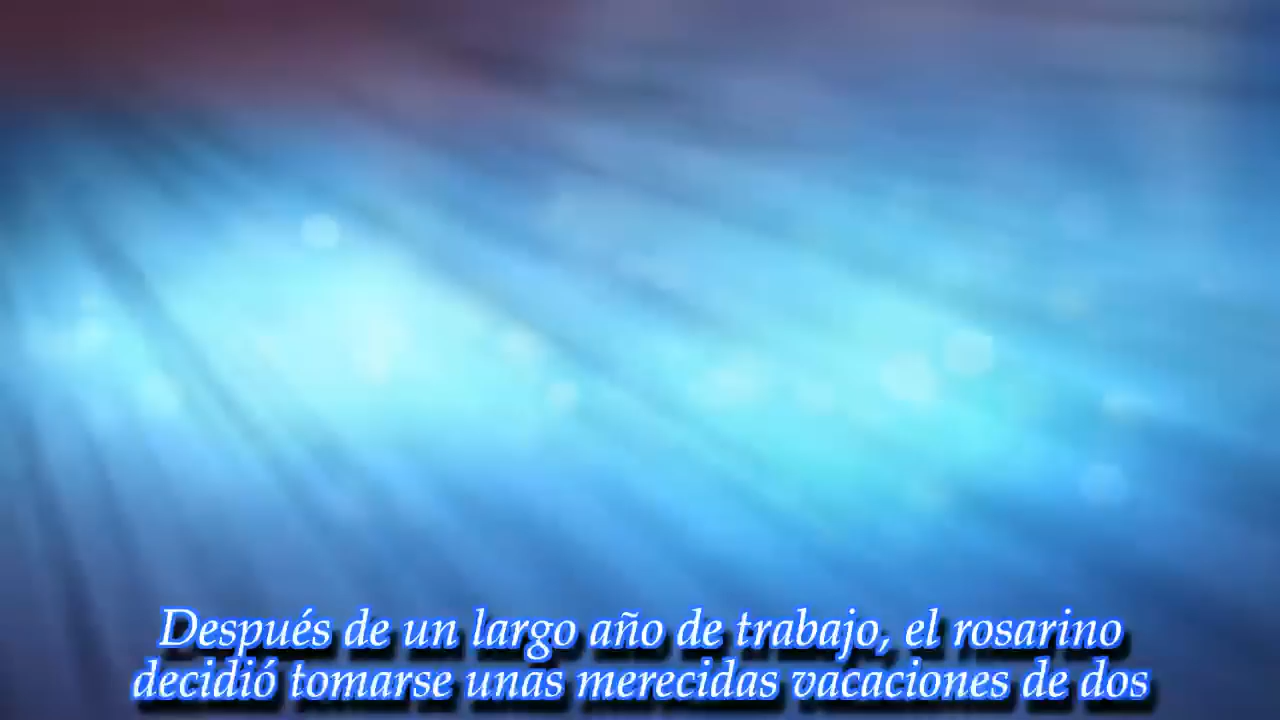 Después de un largo año de trabajo, el rosarino
decidió tomarse unas merecidas vacaciones de dos